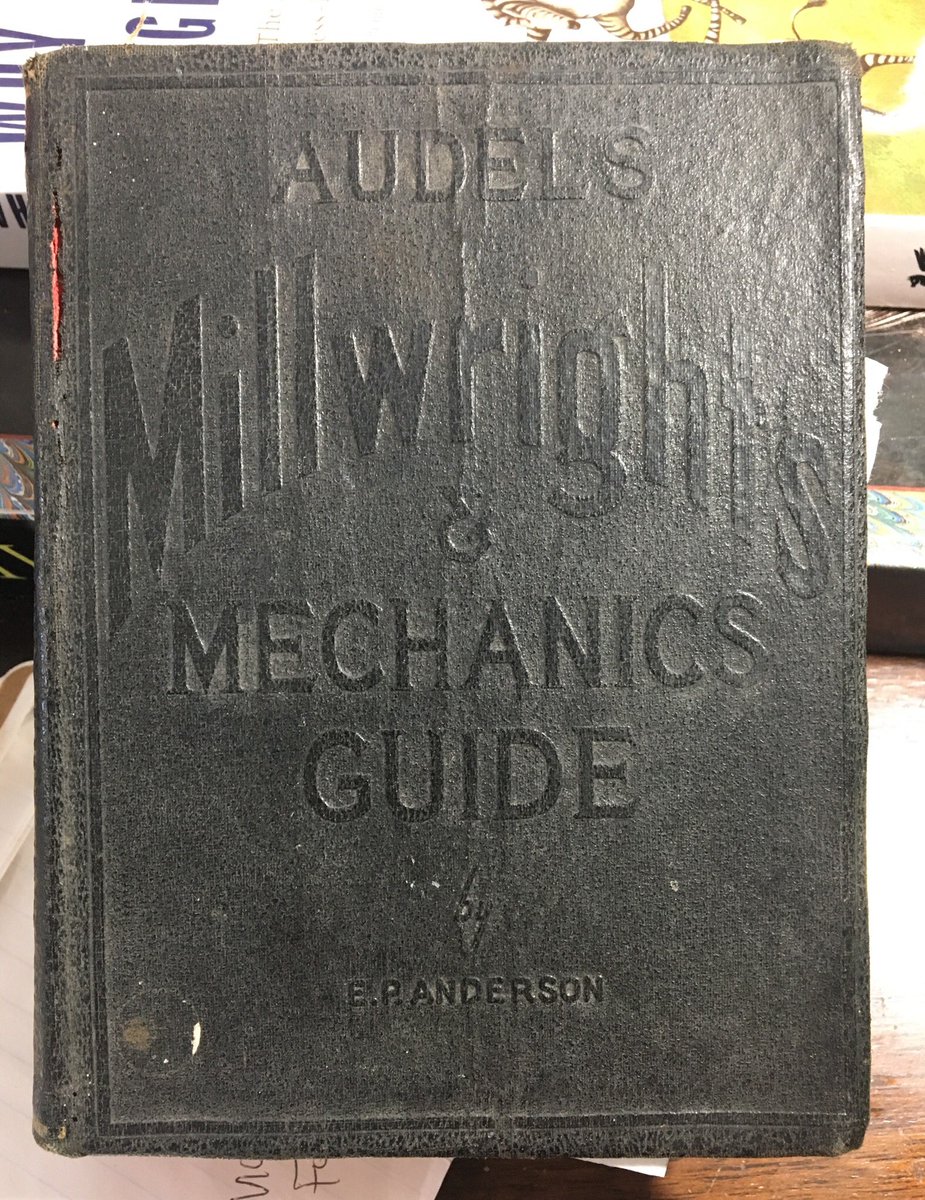 AUDELS
Millwrights
&
MECHANICS
GUIDE
by
E.P. ANDERSON